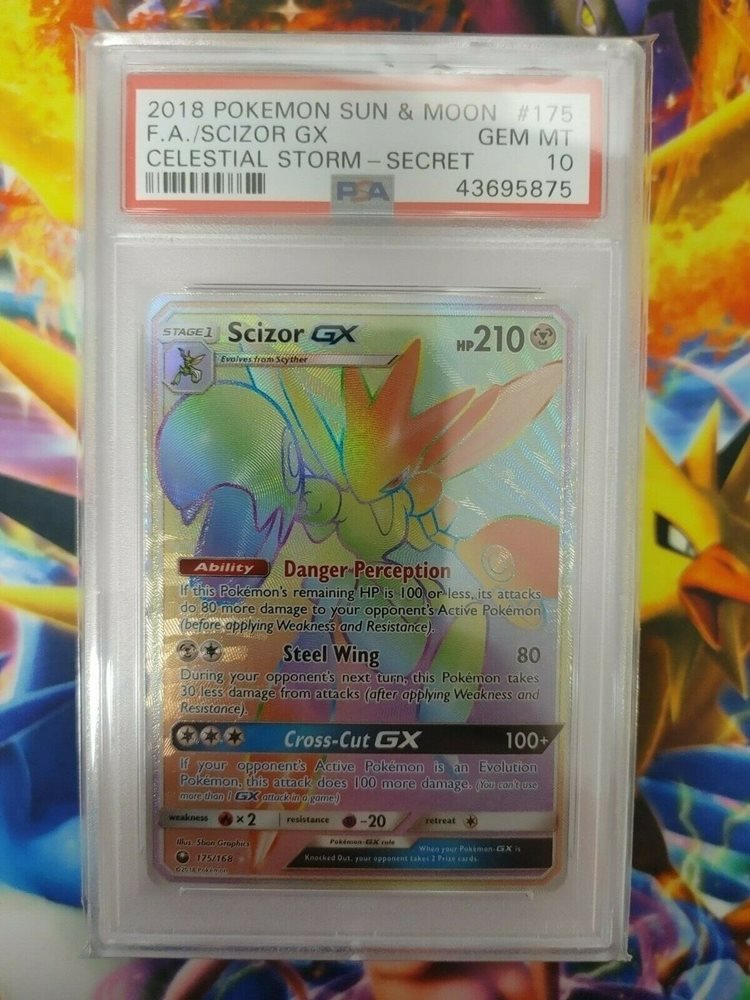 2018 POKEMON SUN & MOON #175
F.A./SCIZOR GX GEM MT
CELESTIAL STORM – SECRET 10
PSA 43695875
STAGE 1 Scizor GX HP 210
Evolves from Scyther
Ability Danger Perception
If this Pokémon's remaining HP is 100 or less, its attacks
do 80 more damage to your opponent's Active Pokémon
(before applying Weakness and Resistance).
Steel Wing 80
During your opponent's next turn, this Pokémon takes
30 less damage from attacks (after applying Weakness and
Resistance).
Cross-Cut GX 100+
If your opponent's Active Pokémon is an Evolution
Pokémon, this attack does 100 more damage. (You can't use
more than 1 GX attack in a game.)
weakness ×2 resistance -20 retreat
Illus. 5ban Graphics Pokémon-GX rule When your Pokémon-GX is
175/168 Knocked Out, your opponent takes 2 Prize cards.
©2018 Pokémon